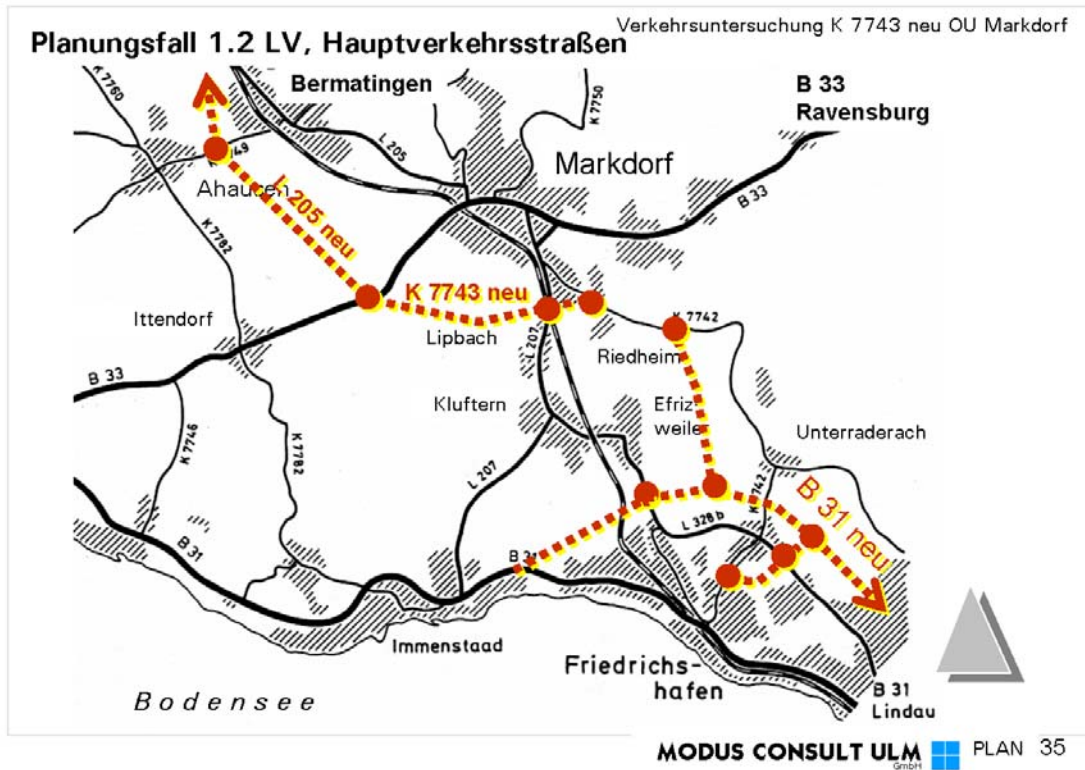 Verkehrsuntersuchung K 7743 neu OU Markdorf
Planungsfall 1.2 LV, Hauptverkehrsstraßen
K 7760
Bermatingen
K 7750
B 33
Ravensburg
L 205
Markdorf
Ahausen
L 205 neu
B 33
K 7782
K 7743 neu
K 7742
Ittendorf
Lipbach
L 207
Riedheim
B 33
Kluftern
Efriz-
weiler
Unterraderach
K 7746
K 7782
L 207
K 7742
B 31 neu
L 328 b
B 31
B 31
Immenstaad
Friedrichs-
hafen
B 31
Lindau
Bodensee
MODUS CONSULT ULM
GmbH
PLAN 35